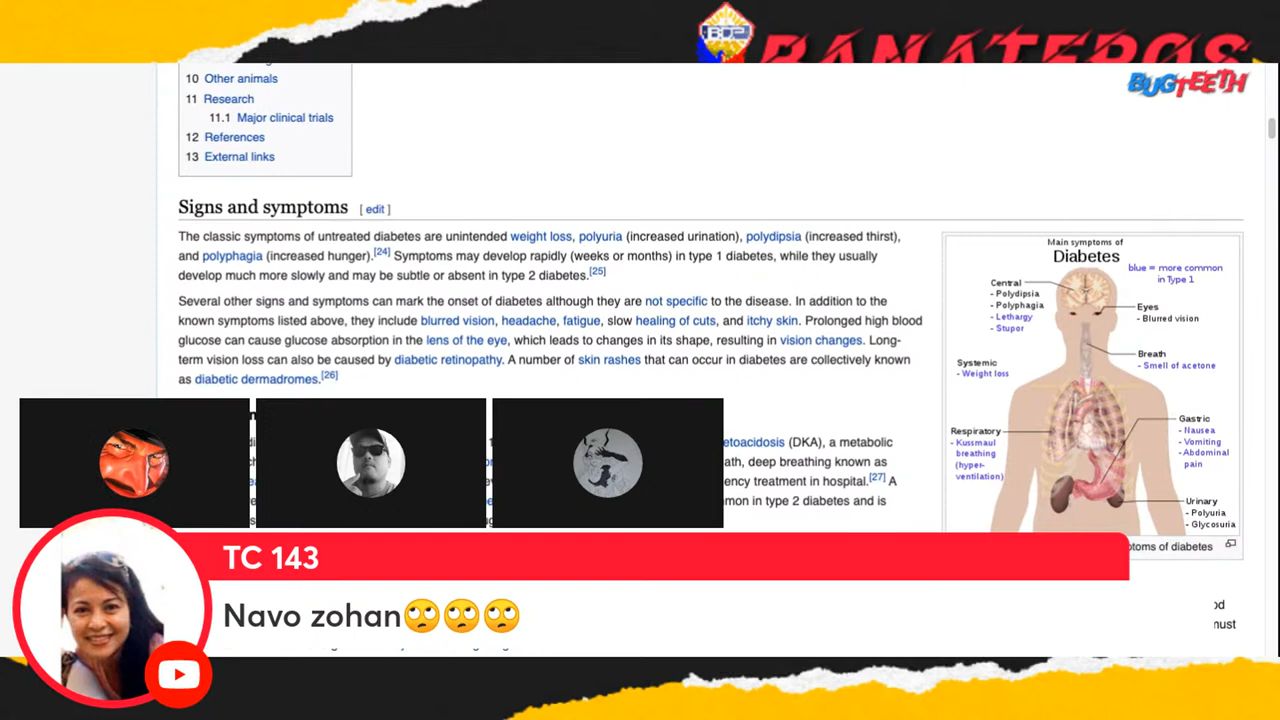 BANATEROS
BUGTEETH
10 Other animals
11 Research
11.1 Major clinical trials
12 References
13 External links
Signs and symptoms [ edit ]
The classic symptoms of untreated diabetes are unintended weight loss, polyuria (increased urination), polydipsia (increased thirst),
and polyphagia (increased hunger).[24] Symptoms may develop rapidly (weeks or months) in type 1 diabetes, while they usually
develop much more slowly and may be subtle or absent in type 2 diabetes.[25]
Several other signs and symptoms can mark the onset of diabetes although they are not specific to the disease. In addition to the
known symptoms listed above, they include blurred vision, headache, fatigue, slow healing of cuts, and itchy skin. Prolonged high blood
glucose can cause glucose absorption in the lens of the eye, which leads to changes in its shape, resulting in vision changes. Long-
term vision loss can also be caused by diabetic retinopathy. A number of skin rashes that can occur in diabetes are collectively known
as diabetic dermadromes.[26]
etoacidosis (DKA), a metabolic
ath, deep breathing known as
ency treatment in hospital.[27] A
mon in type 2 diabetes and is
Main symptoms of
Diabetes
blue = more common
in Type 1
Central
- Polydipsia
- Polyphagia
- Lethargy
- Stupor
Eyes
- Blurred vision
Breath
- Smell of acetone
Systemic
- Weight loss
Respiratory
- Kussmaul
breathing
(hyper-
ventilation)
Gastric
- Nausea
- Vomiting
- Abdominal
pain
Urinary
- Polyuria
- Glycosuria
ptoms of diabetes
od
must
TC 143
Navo zohan🙄🙄🙄